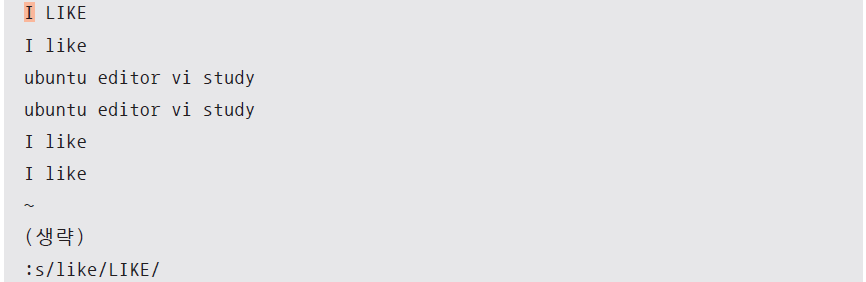 I LIKE
I like
ubuntu editor vi study
ubuntu editor vi study
I like
I like
~
(생략)
:s/like/LIKE/